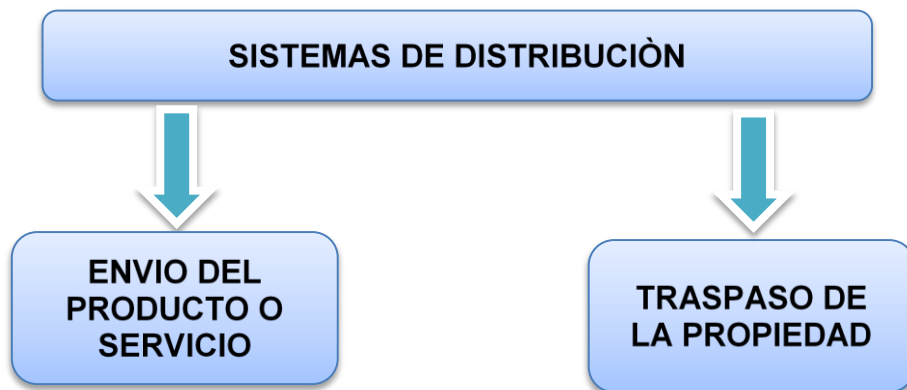 SISTEMAS DE DISTRIBUCIÒN
ENVIO DEL
PRODUCTO O
SERVICIO
TRASPASO DE
LA PROPIEDAD